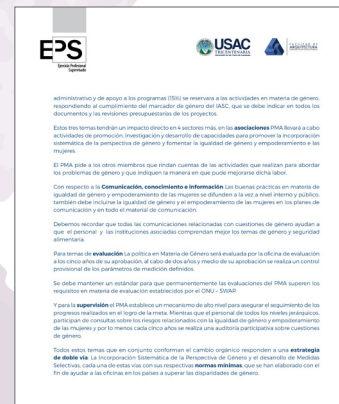 EPS
Ejercicio Profesional
Supervisado
USAC
TRICENTENARIA
FACULTAD DE
ARQUITECTURA
administrativo y de apoyo a los programas (15%) se reserva a las actividades en materia de género,
respondiendo al cumplimiento del marcador de género del IASC, que se debe indicar en todos los
documentos y las revisiones presupuestarias de los proyectos.
Estos tres temas tendrán un impacto directo en 4 sectores más, en las asociaciones PMA llevará a cabo
actividades de promoción, investigación y desarrollo de capacidades para promover la incorporación
sistemática de la perspectiva de género y fomentar la igualdad de género y empoderamiento e las
mujeres.
El PMA pide a los otros miembros que rindan cuentas de las actividades que realizan para abordar
los problemas de género y que indiquen la manera en que pude mejorarse dicha labor.
Con respecto a la Comunicación, conocimiento e información Las buenas prácticas en materia de
igualdad de género y empoderamiento de las mujeres se difunden a la vez a nivel interno y público,
también debe incluirse la igualdad de género y el empoderamiento de las mujeres en los planes de
comunicación y en todo el material de comunicación.
Debemos recordar que todas las comunicaciones relacionadas con cuestiones de género ayudan a
que el personal y las instituciones asociadas comprendan mejor los temas de género y seguridad
alimentaria.
Para temas de evaluación La política en Materia de Género será evaluada por la oficina de evaluación
a los cinco años de su aprobación, al cabo de dos años y medio de su aprobación se realiza un control
provisional de los parámetros de medición definidos.
Se debe mantener un estándar para que permanentemente las evaluaciones del PMA superen los
requisitos en materia de evaluación establecidos por el ONU – SWAP.
Y para la supervisión el PMA establece un mecanismo de alto nivel para asegurar el seguimiento de los
progresos realizados en el logro de la meta. Mientras que el personal de todos los niveles jerárquicos,
participan de consultas sobre los riesgos relacionados con la igualdad de género y empoderamiento
de las mujeres y por lo menos cada cinco años se realiza una auditoría participativa sobre cuestiones
de género.
Todos estos temas que en conjunto conforman el cambio orgánico responden a una estrategia
de doble vía: La Incorporación Sistemática de la Perspectiva de Género y el desarrollo de Medidas
Selectivas, cada una de estas vías con sus respectivas normas mínimas, que se han elaborado con el
fin de ayudar a las oficinas en los países a superar las disparidades de género.